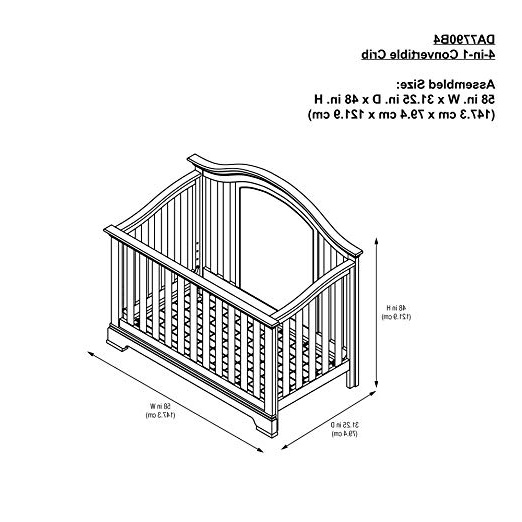 DA7790B4
4-in-1 Convertible Crib
Assembled Size:
58 in. W x 31.25 in D. x 48 in. H.
(147.3 cm x 79.4 cm x 121.9 cm)
48 in H
(121.9 cm)
58 in W
(147.3 cm)
31.25 in D
(79.4 cm)